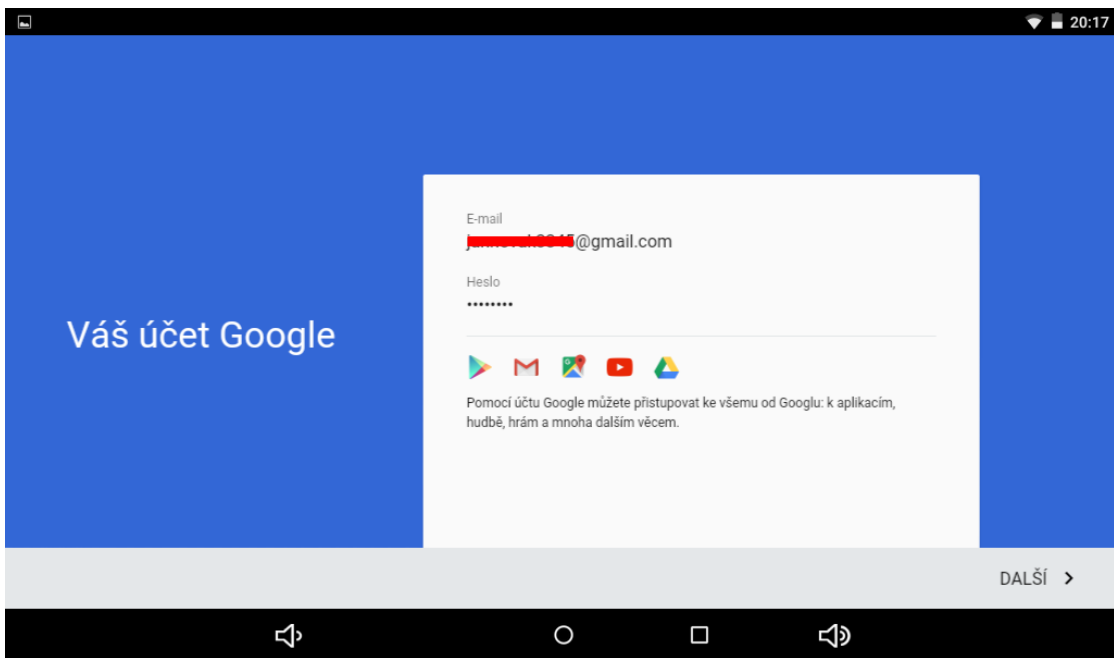 20:17
E-mail
@gmail.com
Heslo
••••••••
Váš účet Google
Pomocí účtu Google můžete přistupovat ke všemu od Googlu: k aplikacím,
hudbě, hrám a mnoha dalším věcem.
DALŠÍ